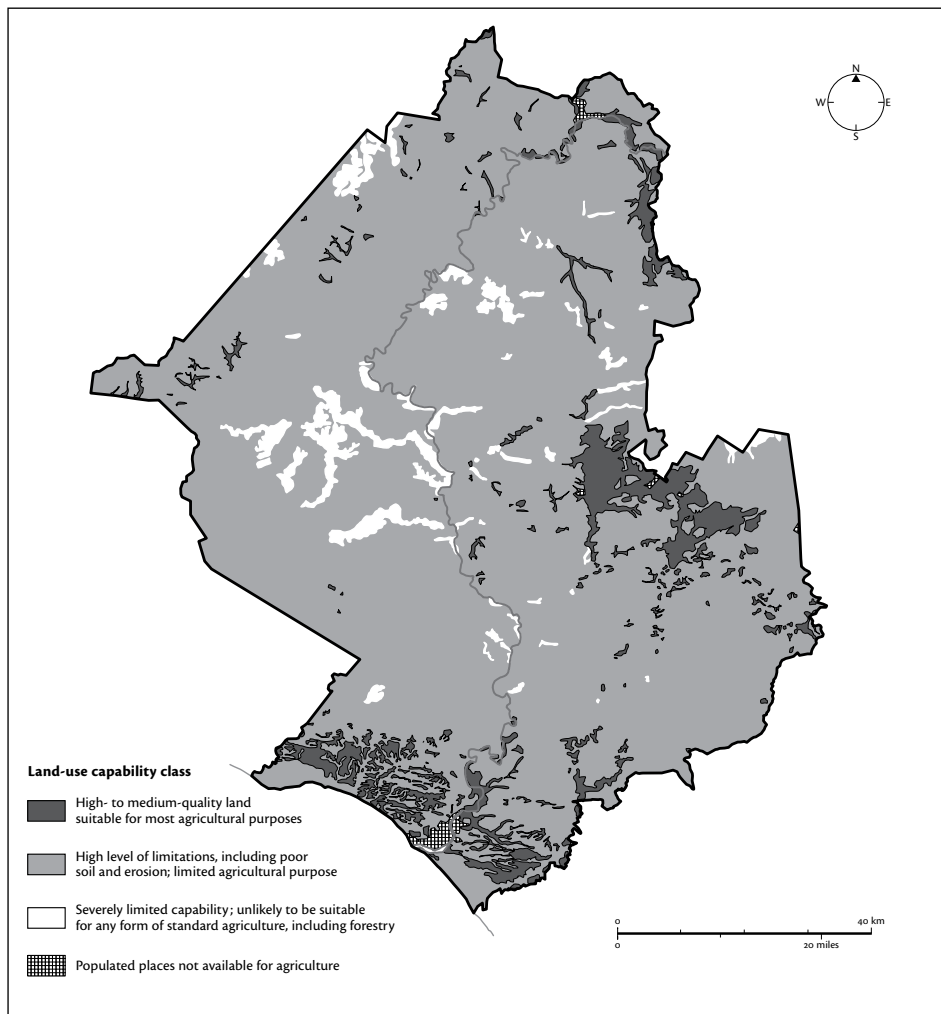 N
W E
S
Land-use capability class
High- to medium-quality land
suitable for most agricultural purposes
High level of limitations, including poor
soil and erosion; limited agricultural purpose
Severely limited capability; unlikely to be suitable
for any form of standard agriculture, including forestry
Populated places not available for agriculture
0 40 km
0 20 miles